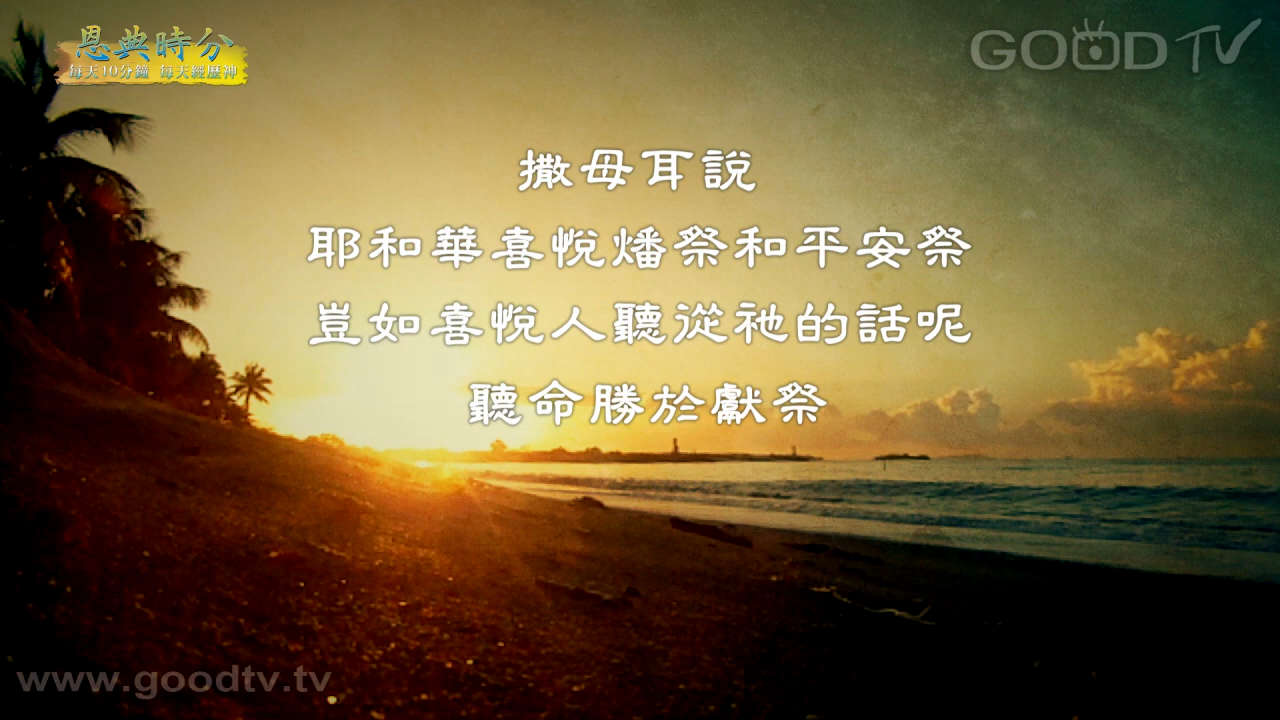 恩典時分
每天10分鐘 每天經歷神
GOOD TV
撒母耳說
耶和華喜悅燔祭和平安祭
豈如喜悅人聽從祂的話呢
聽命勝於獻祭
www.goodtv.tv